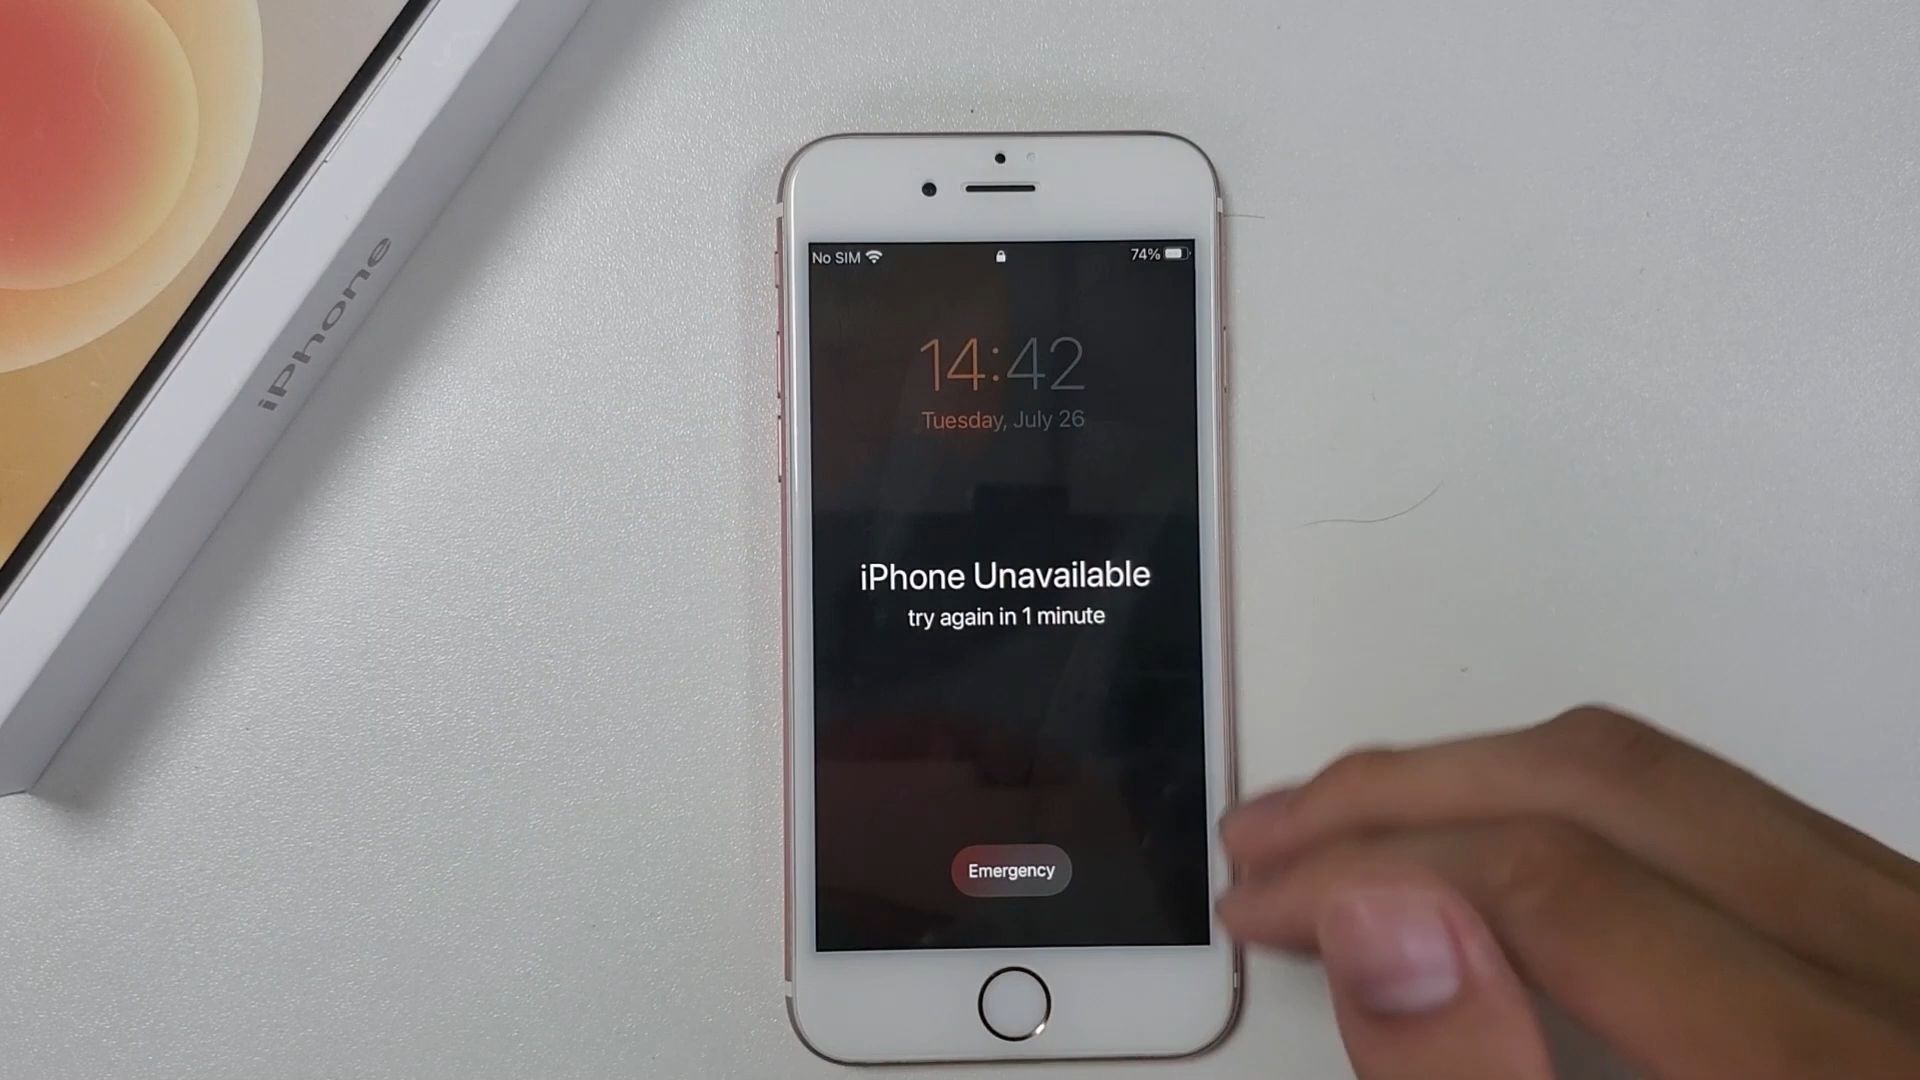 iPhone
No SIM
74%
14:42
Tuesday, July 26
iPhone Unavailable
try again in 1 minute
Emergency